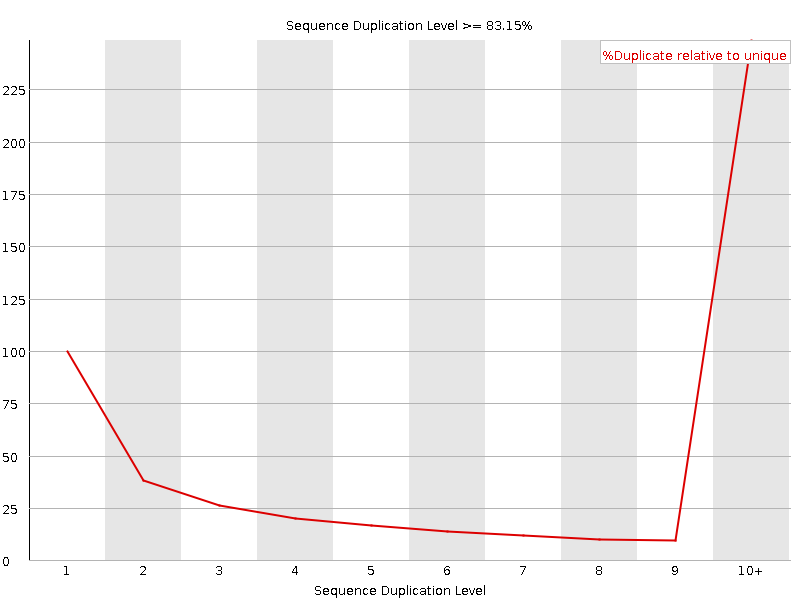 Sequence Duplication Level >= 83.15%
%Duplicate relative to unique
225
200
175
150
125
100
75
50
25
0
1 2 3 4 5 6 7 8 9 10+
Sequence Duplication Level